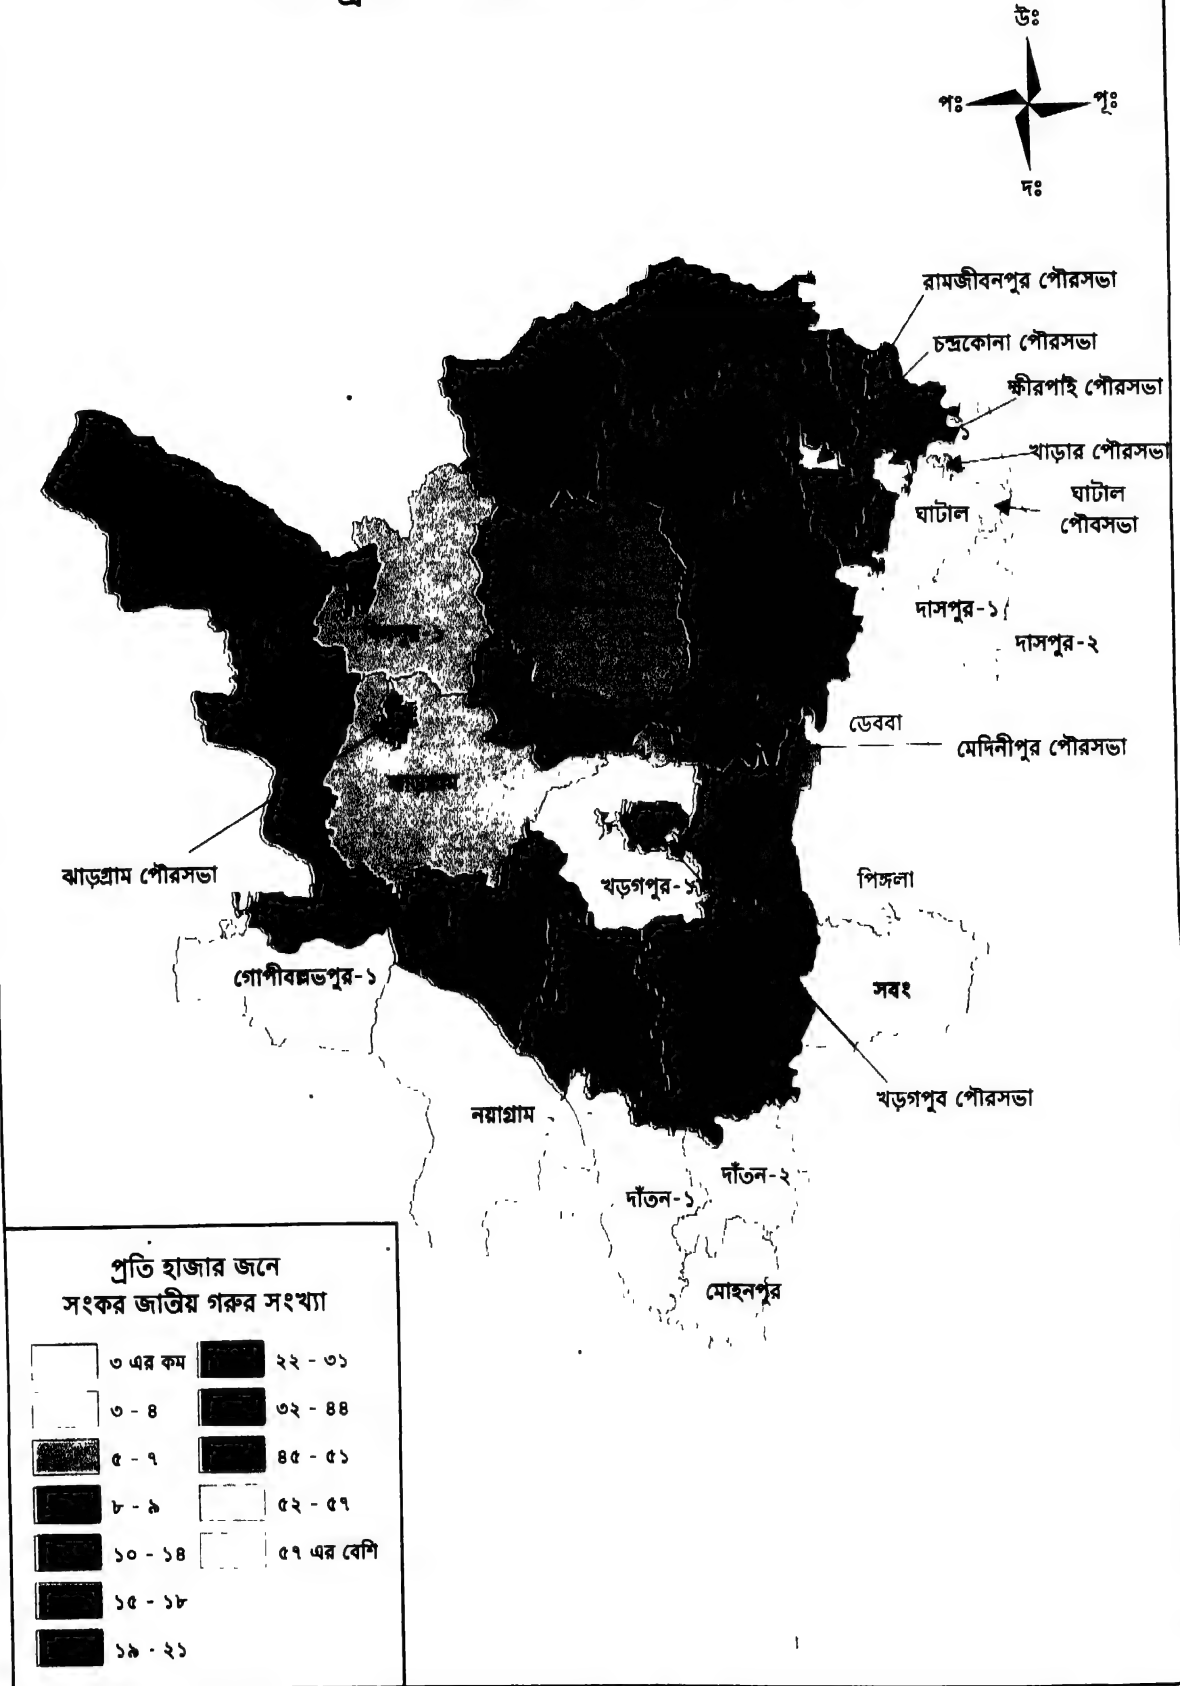 উঃ
পঃ
পূঃ
দঃ
রামজীবনপুর পৌরসভা
চন্দ্রকোনা পৌরসভা
ক্ষীরপাই পৌরসভা
১
খাড়ার পৌরসভা
ঘাটাল
ঘাটাল
পৌবসভা
দাসপুর-১
দাসপুর-২
ডেববা
মেদিনীপুর পৌরসভা
ঝাড়গ্রাম
ঝাড়গ্রাম পৌরসভা
খড়গপুর-১
পিঙ্গলা
গোপীবল্লভপুর-১
সবং
খড়গপুব পৌরসভা
নয়াগ্রাম
দাঁতন-২
দাঁতন-১
মোহনপুর
প্রতি হাজার জনে
সংকর জাতীয় গরুর সংখ্যা
৩ এর কম
২২ - ৩১
৩ - ৪
৩২ - ৪৪
৫ - ৭
৪৫ - ৫১
৮ - ৯
৫২ - ৫৭
১০ - ১৪
৫৭ এর বেশি
১৫ - ১৮
১৯ - ২১